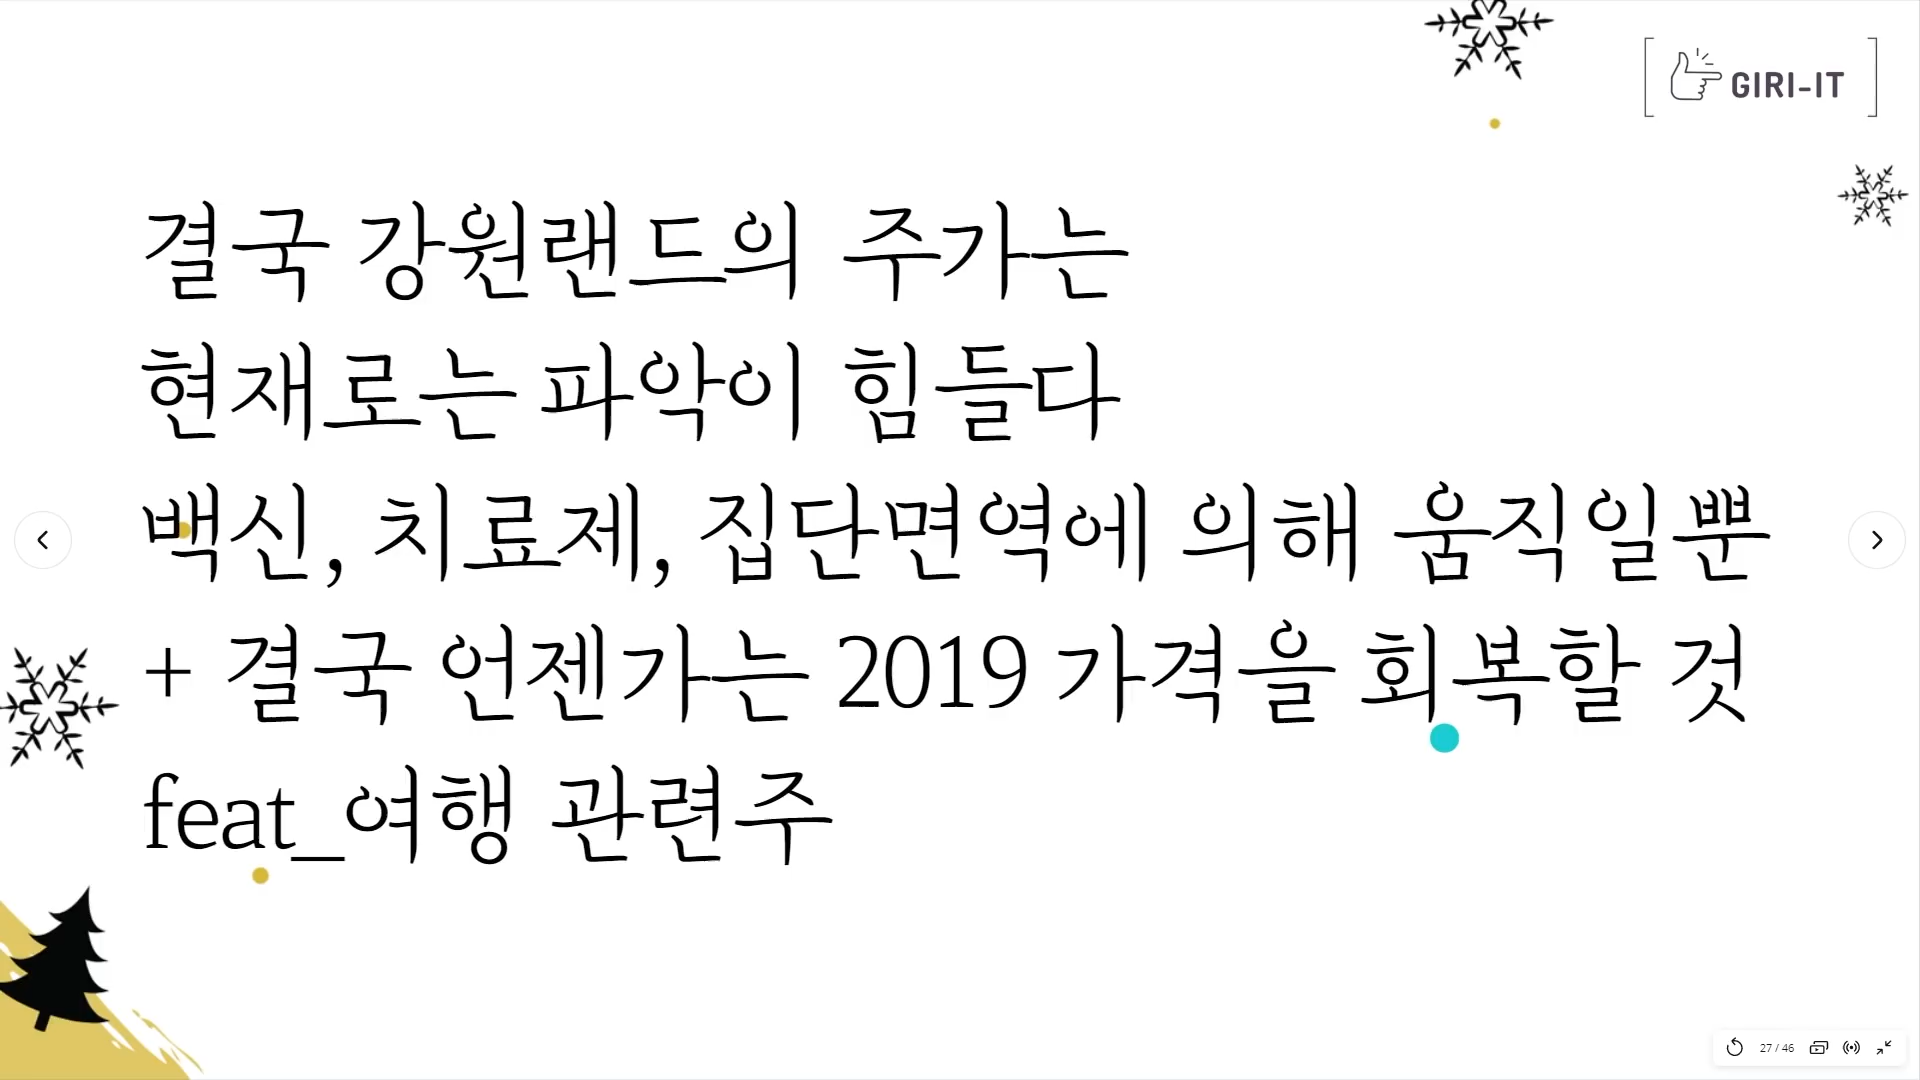 GIRI-IT
결국 강원랜드의 주가는
현재로는 파악이 힘들다
백신, 치료제, 집단면역에 의해 움직일뿐
+ 결국 언젠가는 2019 가격을 회복할 것
feat_여행 관련주
27 / 46